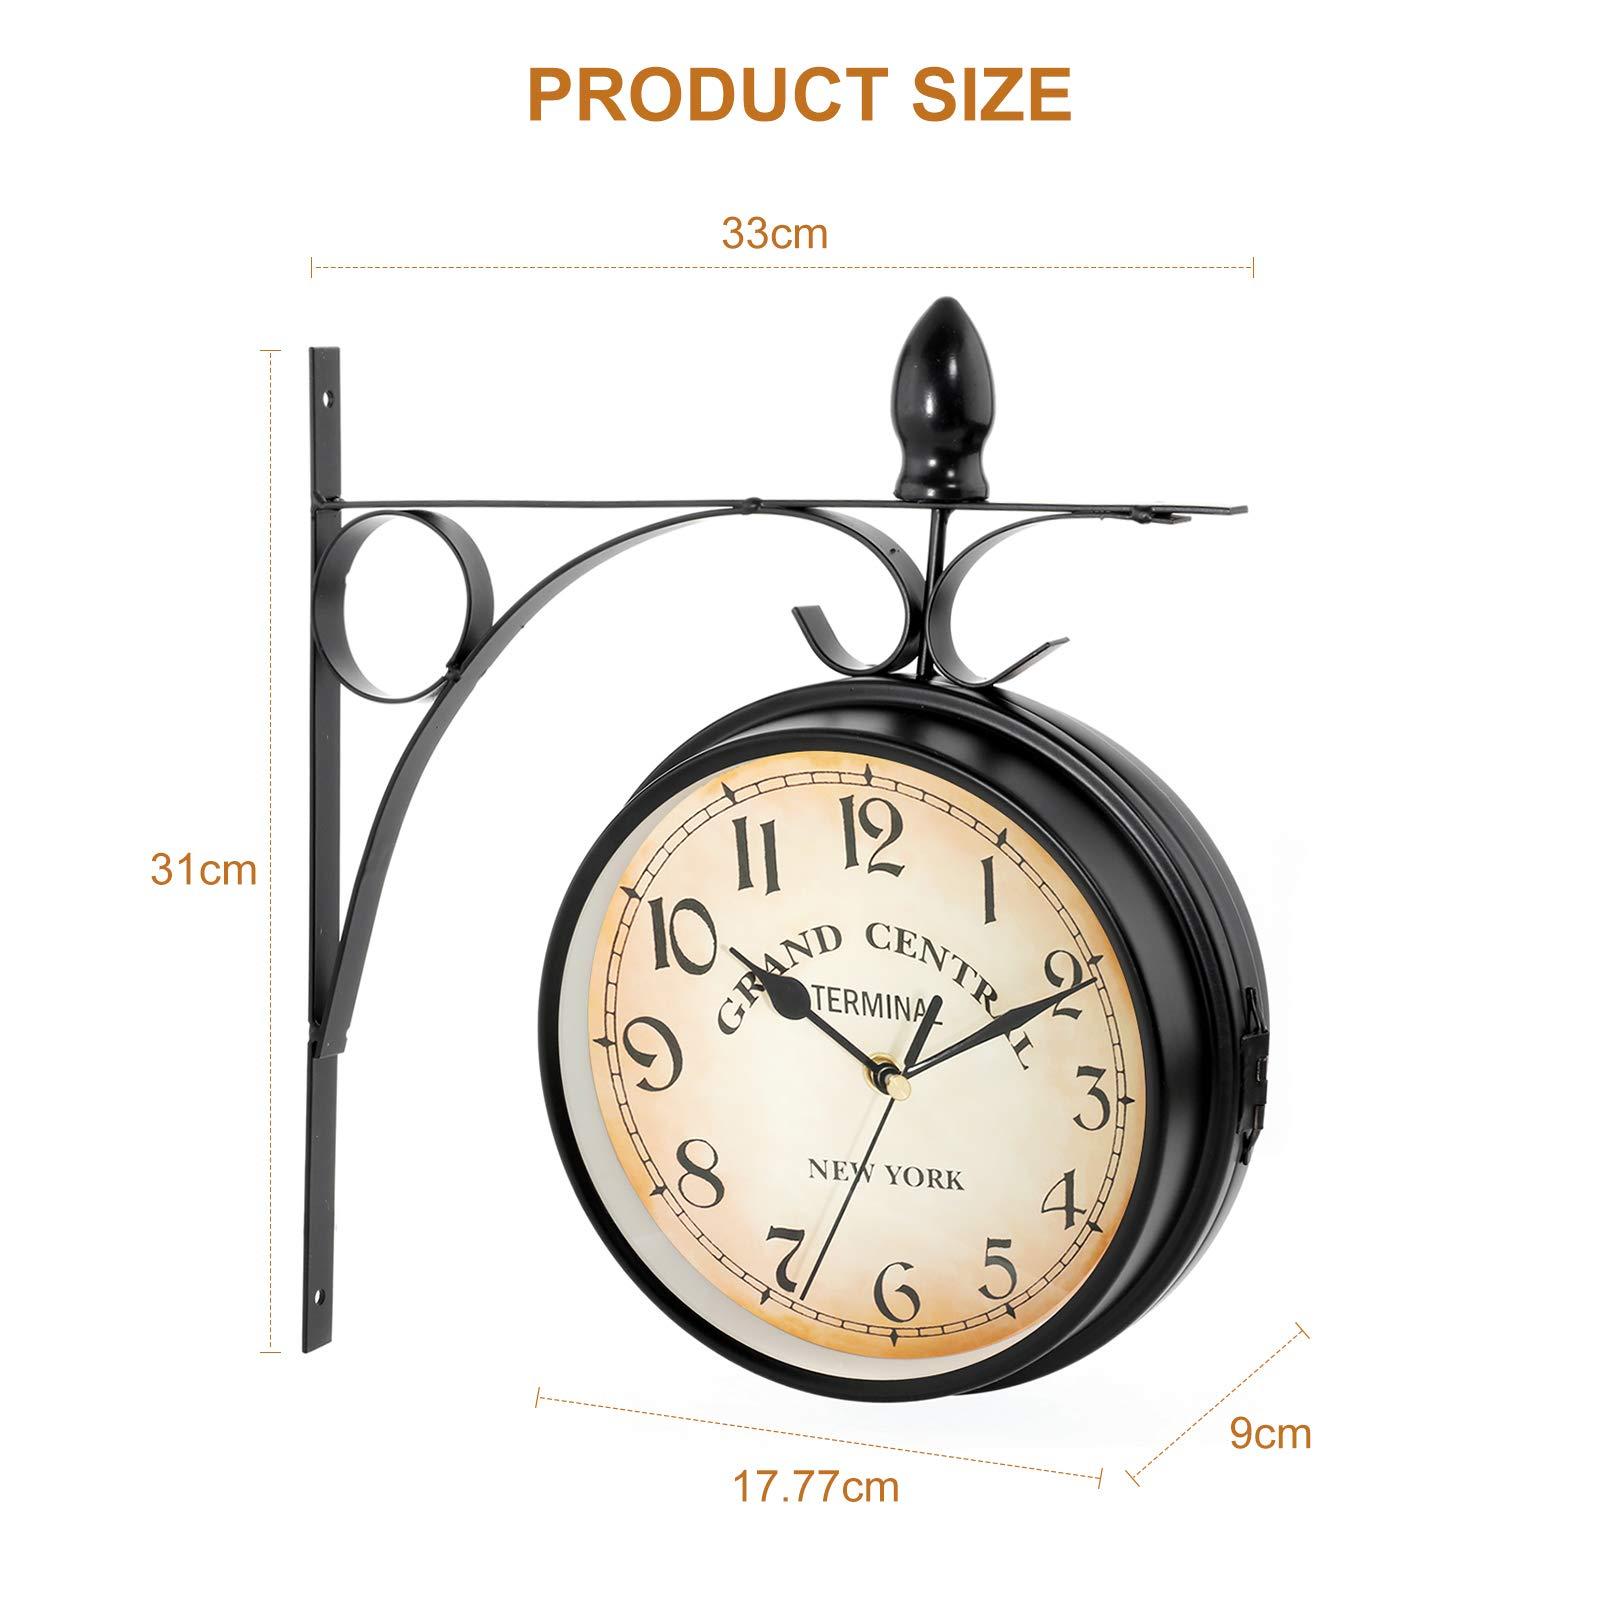 PRODUCT SIZE
33cm
31cm
12
11
1
10
2
GRAND CENTRAL
TERMINAL
9
3
8
NEW YORK
4
7
5
6
9cm
17.77cm